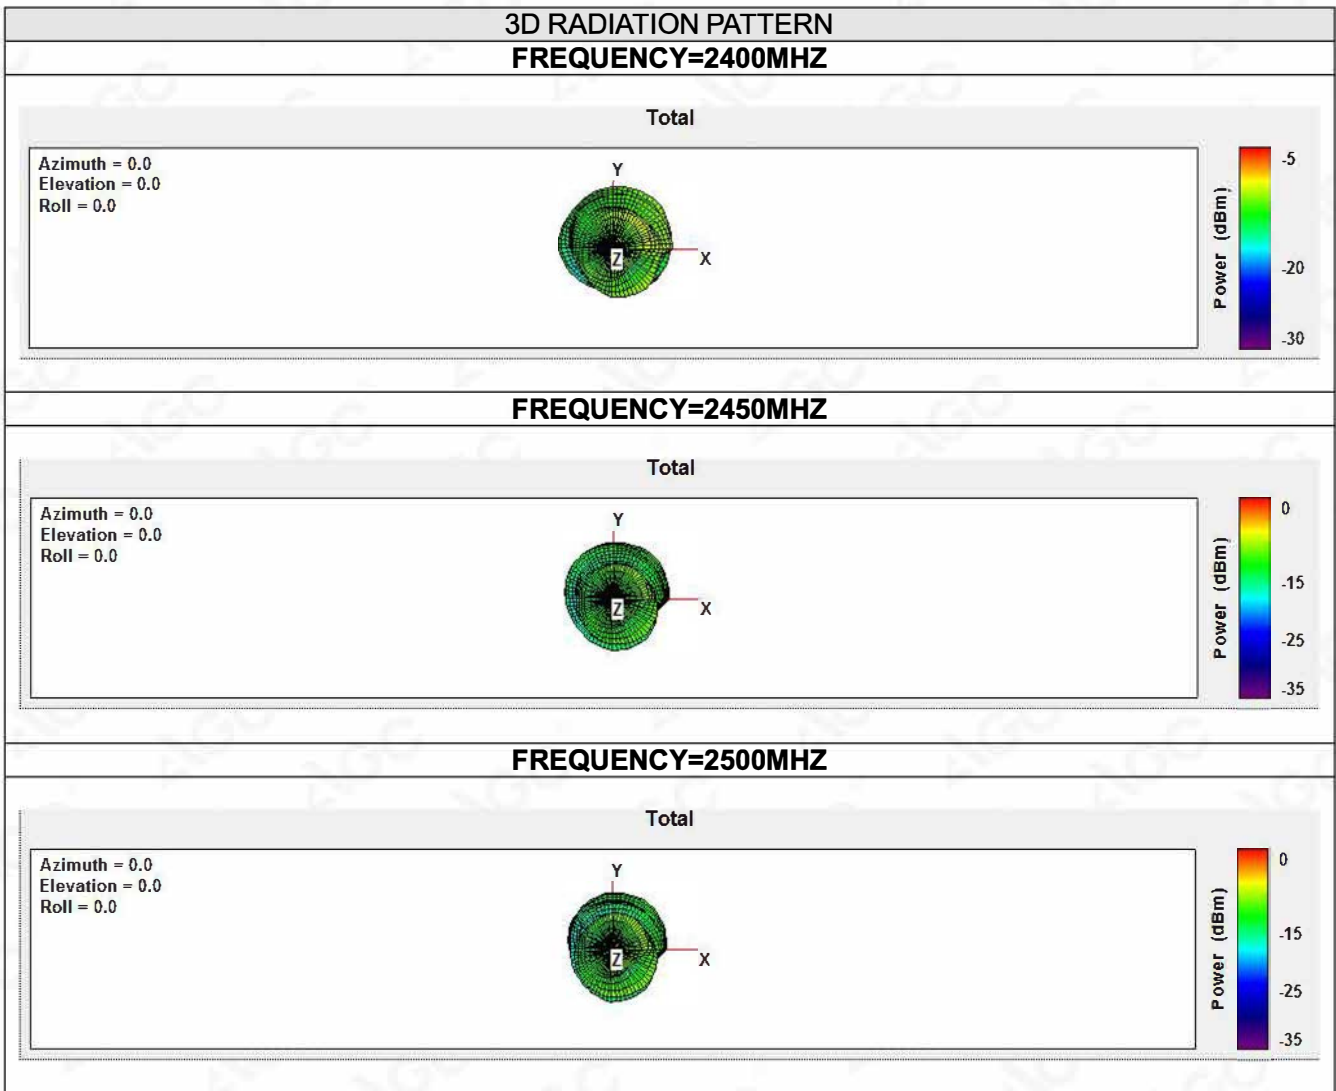 3D RADIATION PATTERN
FREQUENCY=2400MHZ
Total
Azimuth = 0.0
Elevation = 0.0
Roll = 0.0
Y
X
Z
Power (dBm)
-5
-20
-30
FREQUENCY=2450MHZ
Total
Azimuth = 0.0
Elevation = 0.0
Roll = 0.0
Y
X
Z
Power (dBm)
0
-15
-25
-35
FREQUENCY=2500MHZ
Total
Azimuth = 0.0
Elevation = 0.0
Roll = 0.0
Y
X
Z
Power (dBm)
0
-15
-25
-35